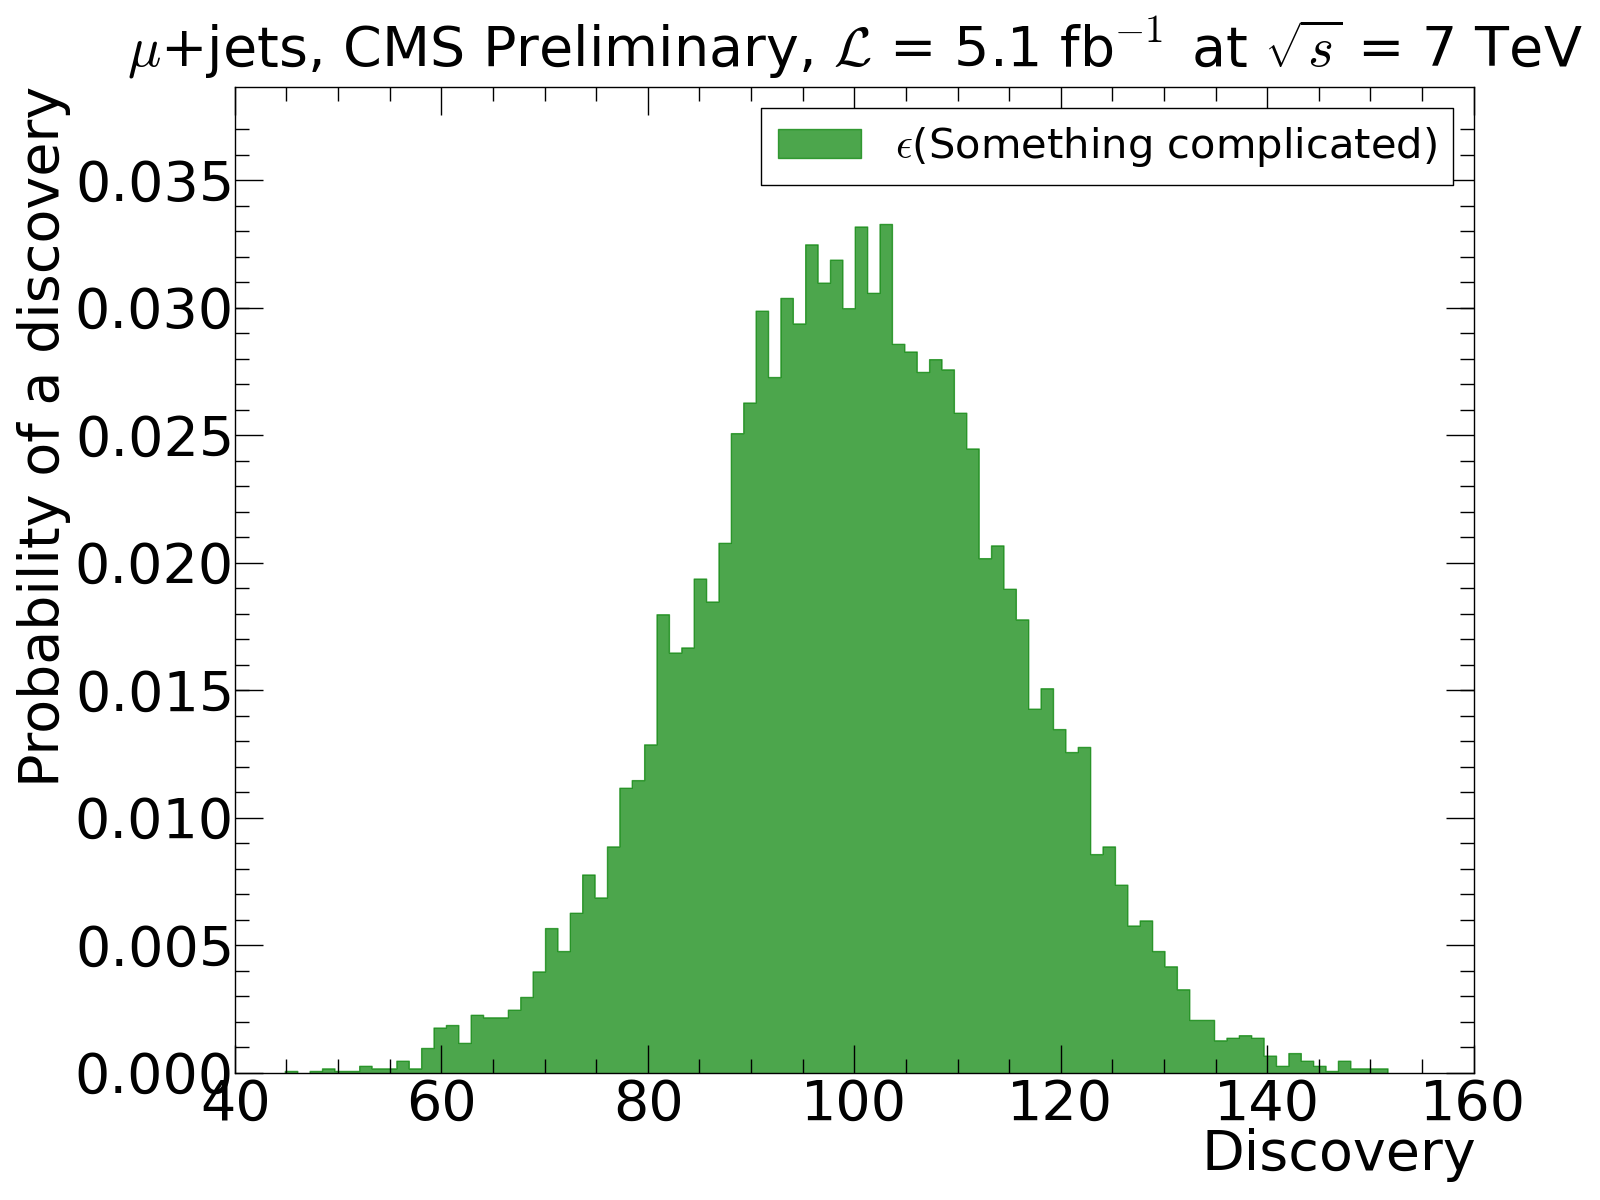 μ+jets, CMS Preliminary, ℒ = 5.1 fb⁻¹ at √s = 7 TeV
ϵ(Something complicated)
Probability of a discovery
0.035
0.030
0.025
0.020
0.015
0.010
0.005
0.000
40 60 80 100 120 140 160
Discovery